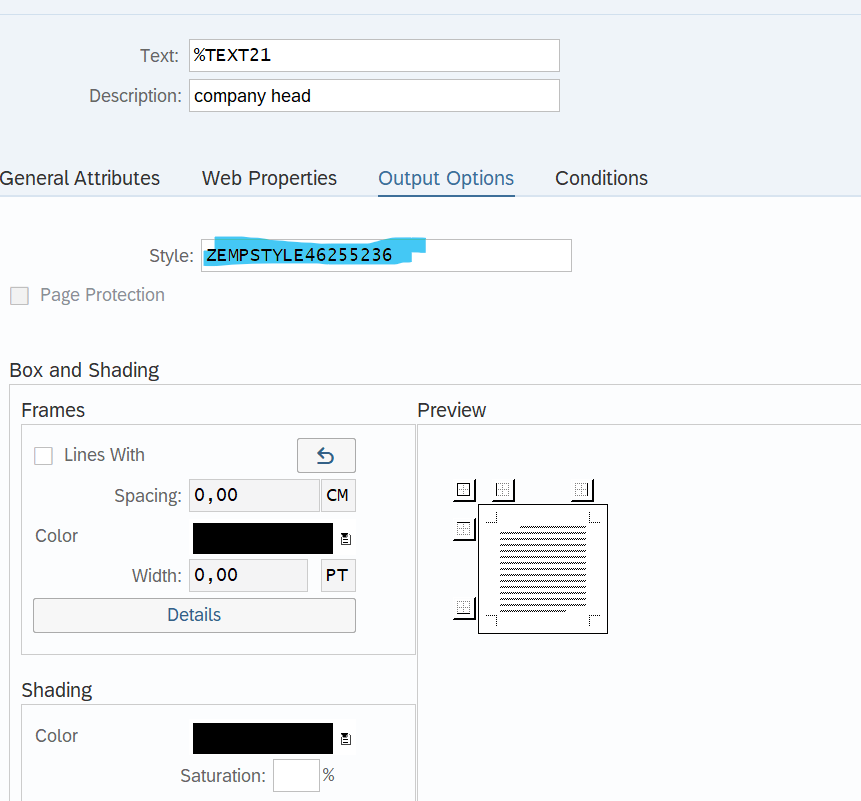 Text: %TEXT21
Description: company head
General Attributes Web Properties Output Options Conditions
Style: ZEMPSTYLE46255236
Page Protection
Box and Shading
Frames Preview
Lines With
Spacing: 0,00 CM
Color
Width: 0,00 PT
Details
Shading
Color
Saturation: %